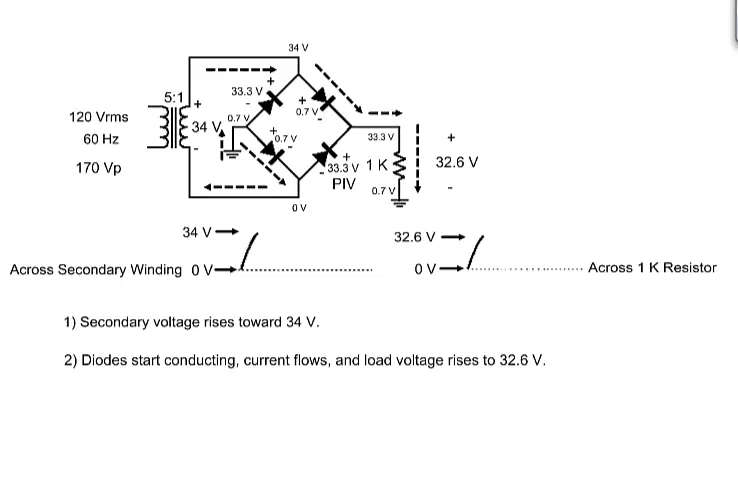 34 V
33.3 V
+
-
+
0.7 V
-
5:1
+
34 V
-
120 Vrms
60 Hz
170 Vp
0.7 V
+
0.7 V
-
33.3 V
+
32.6 V
-
+
33.3 V
-
PIV
1 K
0.7 V
0 V
34 V
32.6 V
Across Secondary Winding 0 V
0 V
Across 1 K Resistor
1) Secondary voltage rises toward 34 V.
2) Diodes start conducting, current flows, and load voltage rises to 32.6 V.